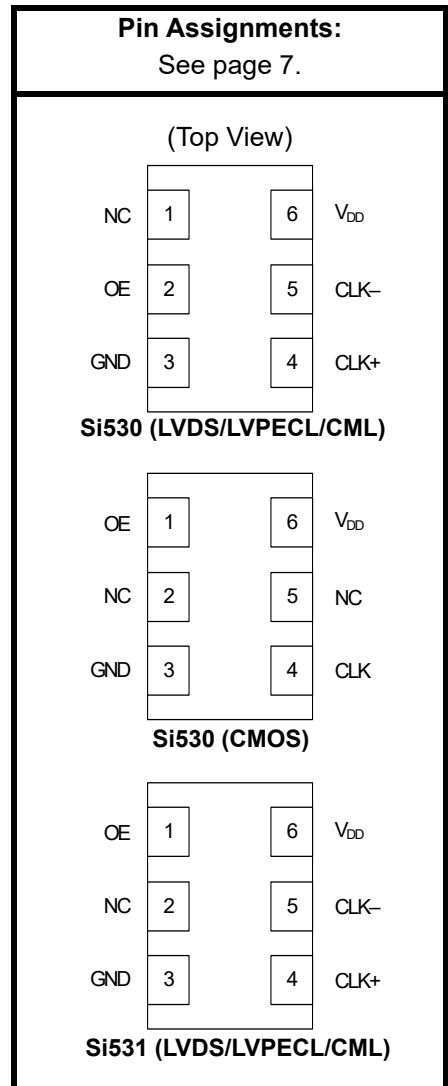 Pin Assignments:
See page 7.
(Top View)
NC 1 6 VDD
OE 2 5 CLK–
GND 3 4 CLK+
Si530 (LVDS/LVPECL/CML)
OE 1 6 VDD
NC 2 5 NC
GND 3 4 CLK
Si530 (CMOS)
OE 1 6 VDD
NC 2 5 CLK–
GND 3 4 CLK+
Si531 (LVDS/LVPECL/CML)